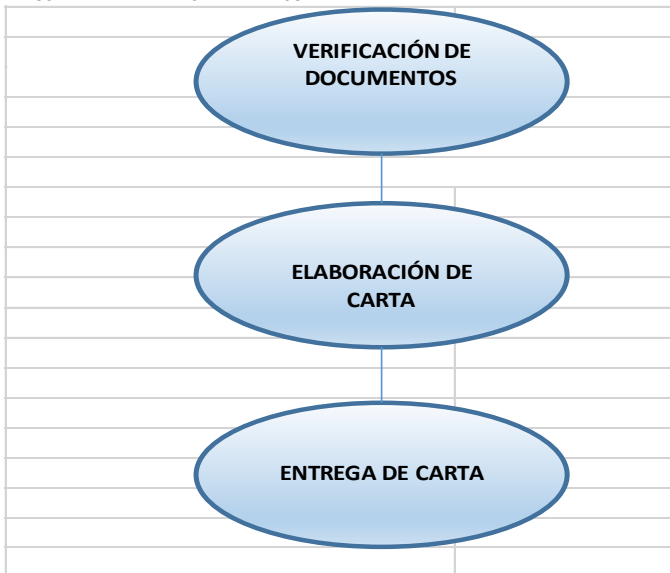 VERIFICACIÓN DE
DOCUMENTOS
ELABORACIÓN DE
CARTA
ENTREGA DE CARTA